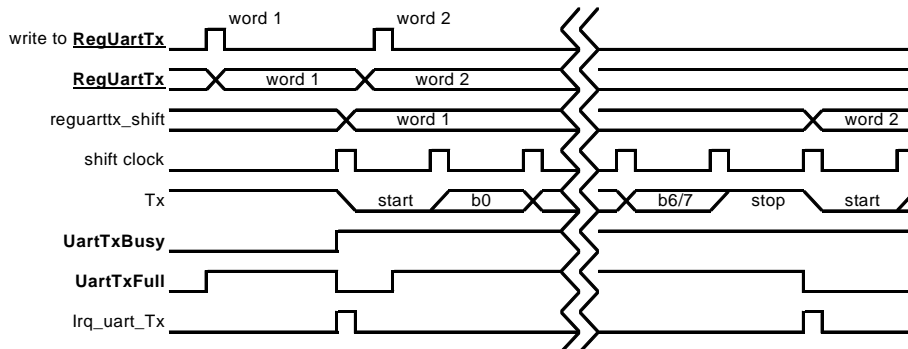 word 1 word 2
write to RegUartTx
RegUartTx word 1 word 2
reguarttx_shift word 1 word 2
shift clock
Tx start b0 b6/7 stop start
UartTxBusy
UartTxFull
Irq_uart_Tx